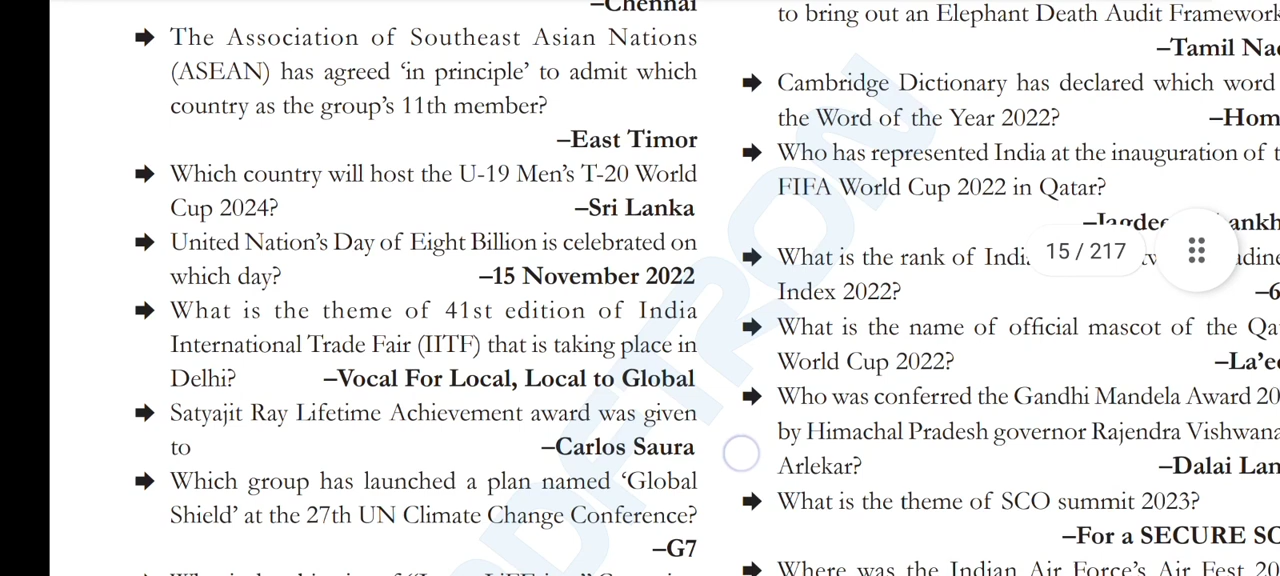 –Chennai
➡ The Association of Southeast Asian Nations
(ASEAN) has agreed ‘in principle’ to admit which
country as the group’s 11th member?
–East Timor
➡ Which country will host the U-19 Men’s T-20 World
Cup 2024? –Sri Lanka
➡ United Nation’s Day of Eight Billion is celebrated on
which day? –15 November 2022
➡ What is the theme of 41st edition of India
International Trade Fair (IITF) that is taking place in
Delhi? –Vocal For Local, Local to Global
➡ Satyajit Ray Lifetime Achievement award was given
to –Carlos Saura
➡ Which group has launched a plan named ‘Global
Shield’ at the 27th UN Climate Change Conference?
–G7
to bring out an Elephant Death Audit Framework
–Tamil
➡ Cambridge Dictionary has declared which word
the Word of the Year 2022? –Hom
➡ Who has represented India at the inauguration of
FIFA World Cup 2022 in Qatar?
➡ What is the rank of
Index 2022? –6
➡ What is the name of official mascot of the
World Cup 2022?
➡ Who was conferred the Gandhi Mandela Award
by Himachal Pradesh governor Rajendra
Arlekar? –Dalai
➡ What is the theme of SCO summit 2023?
–For a SECURE
➡ Where was the Indian Air Force’s Air Fest
15 / 217